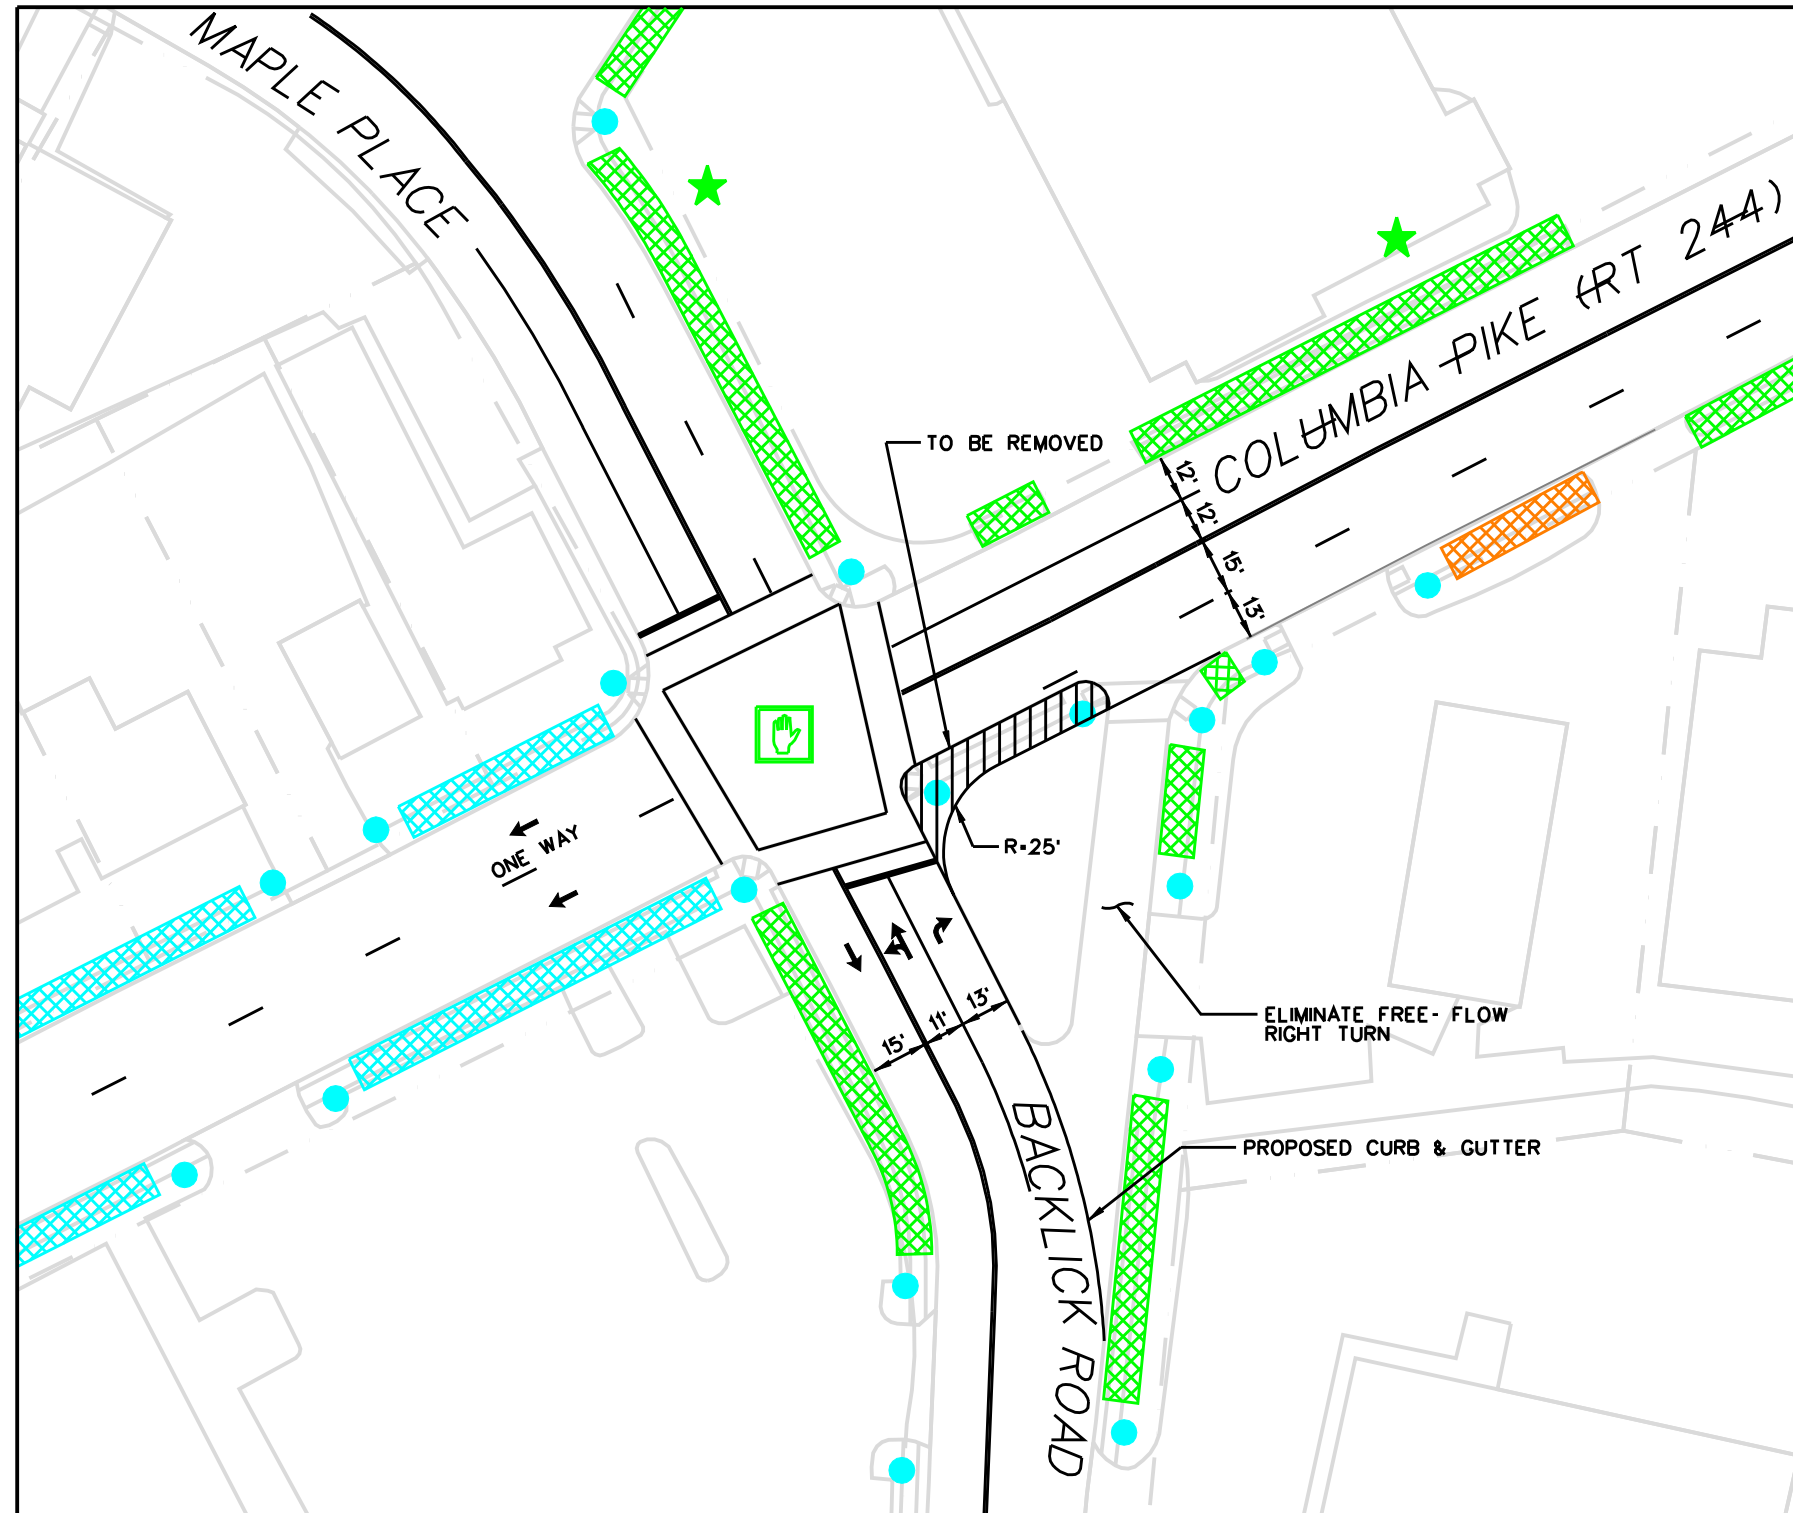 MAPLE PLACE
COLUMBIA PIKE (RT 244)
TO BE REMOVED
12'
12'
15'
13'
ONE WAY
R=25'
13'
11'
15'
ELIMINATE FREE- FLOW
RIGHT TURN
PROPOSED CURB & GUTTER
BACKLICK ROAD